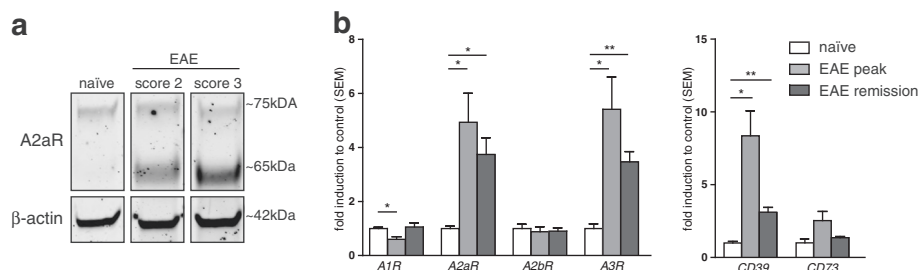 a
EAE
naïve
score 2
score 3
A2aR
~75kDA
~65kDa
β-actin
~42kDa
b
fold induction to control (SEM)
8
6
4
2
0
*
*
*
*
**
A1R
A2aR
A2bR
A3R
fold induction to control (SEM)
15
10
5
0
**
*
CD39
CD73
naïve
EAE peak
EAE remission